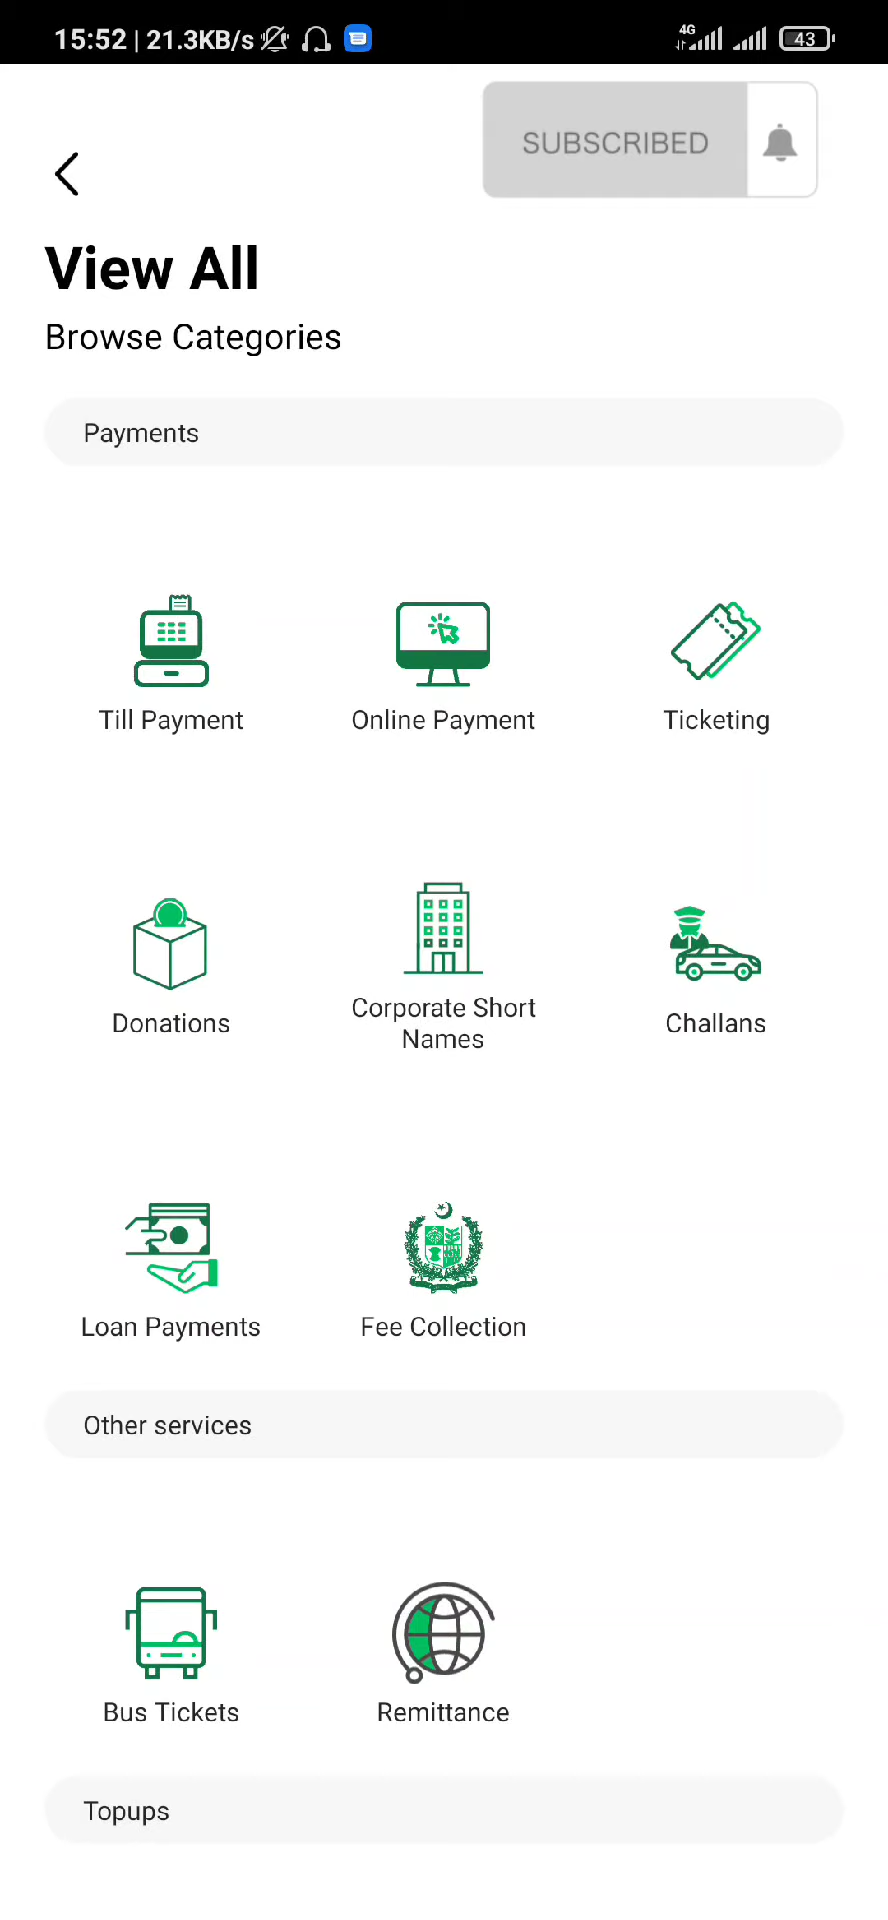 15:52 | 21.3KB/s
4G
43
SUBSCRIBED
View All
Browse Categories
Payments
Till Payment
Online Payment
Ticketing
Donations
Corporate Short
Names
Challans
Loan Payments
Fee Collection
Other services
Bus Tickets
Remittance
Topups